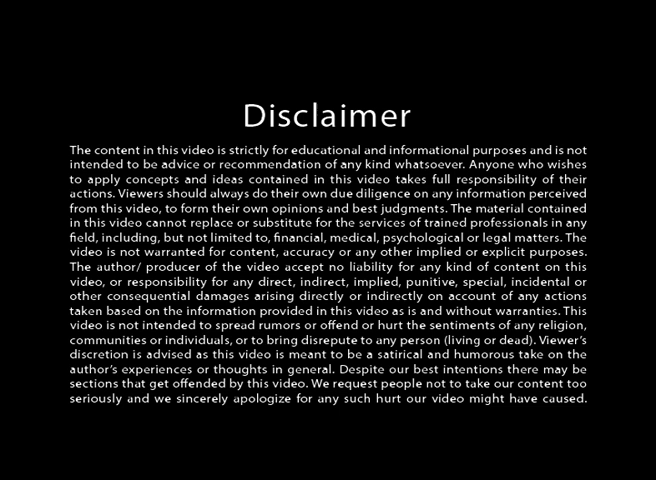 Disclaimer
The content in this video is strictly for educational and informational purposes and is not
intended to be advice or recommendation of any kind whatsoever. Anyone who wishes
to apply concepts and ideas contained in this video takes full responsibility of their
actions. Viewers should always do their own due diligence on any information perceived
from this video, to form their own opinions and best judgments. The material contained
in this video cannot replace or substitute for the services of trained professionals in any
field, including, but not limited to, financial, medical, psychological or legal matters. The
video is not warranted for content, accuracy or any other implied or explicit purposes.
The author/ producer of the video accept no liability for any kind of content on this
video, or responsibility for any direct, indirect, implied, punitive, special, incidental or
other consequential damages arising directly or indirectly on account of any actions
taken based on the information provided in this video as is and without warranties. This
video is not intended to spread rumors or offend or hurt the sentiments of any religion,
communities or individuals, or to bring disrepute to any person (living or dead). Viewer's
discretion is advised as this video is meant to be a satirical and humorous take on the
author's experiences or thoughts in general. Despite our best intentions there may be
sections that get offended by this video. We request people not to take our content too
seriously and we sincerely apologize for any such hurt our video might have caused.